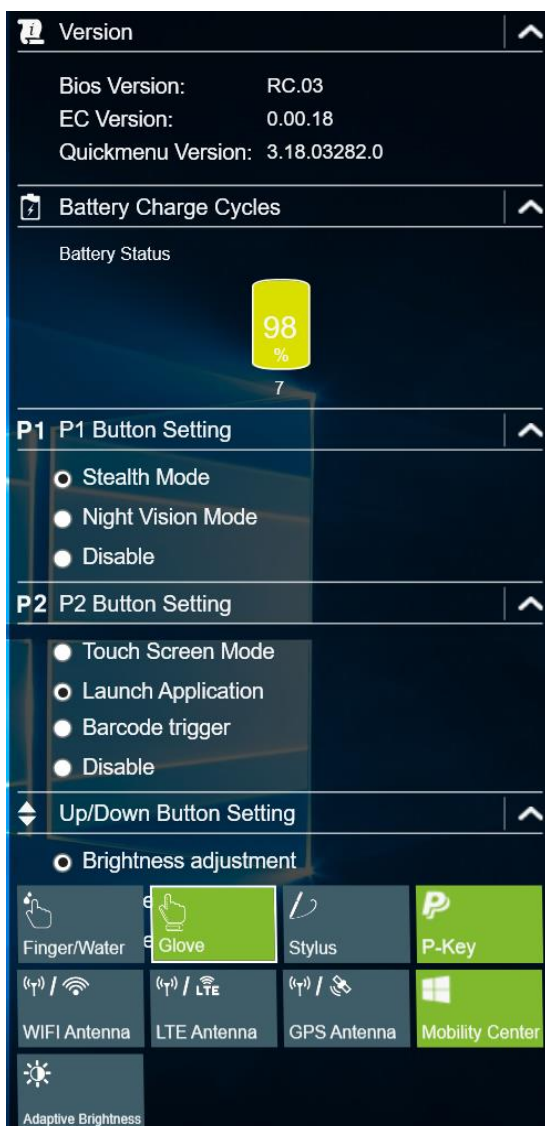 Version
Bios Version: RC.03
EC Version: 0.00.18
Quickmenu Version: 3.18.03282.0
Battery Charge Cycles
Battery Status
98
%
7
P1 P1 Button Setting
Stealth Mode
Night Vision Mode
Disable
P2 P2 Button Setting
Touch Screen Mode
Launch Application
Barcode trigger
Disable
Up/Down Button Setting
Brightness adjustment
Finger/Water Glove Stylus P-Key
LTE
WIFI Antenna LTE Antenna GPS Antenna Mobility Center
Adaptive Brightness